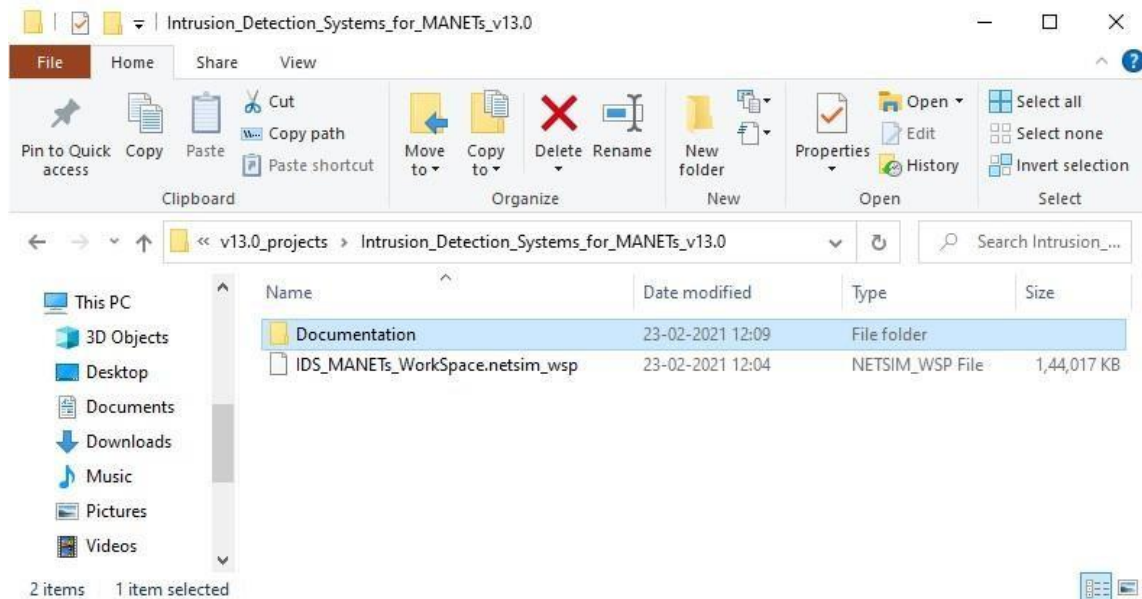 Intrusion_Detection_Systems_for_MANETs_v13.0
File Home Share View
Pin to Quick access
Copy
Paste
Cut
Copy path
Paste shortcut
Move to
Copy to
Delete
Rename
New folder
Properties
Open
Edit
History
Select all
Select none
Invert selection
Clipboard Organize New Open Select
« v13.0_projects › Intrusion_Detection_Systems_for_MANETs_v13.0
Search Intrusion_...
This PC
3D Objects
Desktop
Documents
Downloads
Music
Pictures
Videos
Name Date modified Type Size
Documentation 23-02-2021 12:09 File folder
IDS_MANETs_WorkSpace.netsim_wsp 23-02-2021 12:04 NETSIM_WSP File 1,44,017 KB
2 items 1 item selected